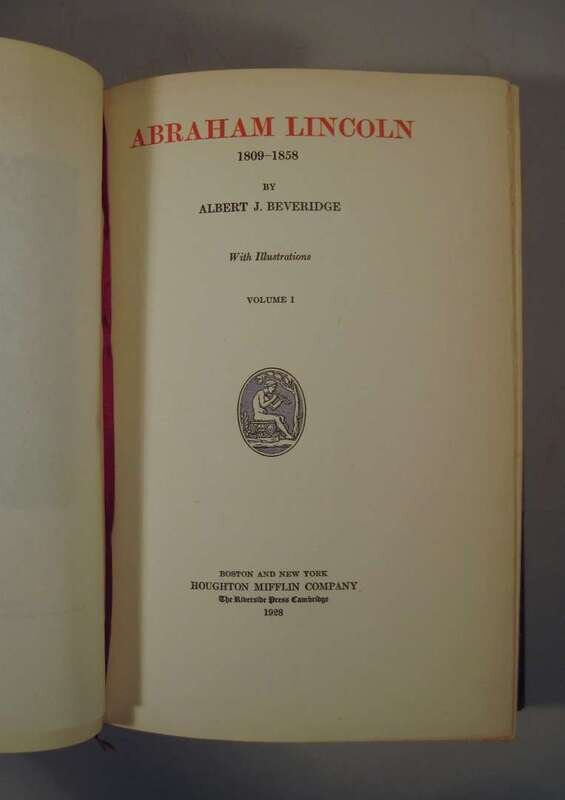 ABRAHAM LINCOLN
1809–1858
BY
ALBERT J. BEVERIDGE
With Illustrations
VOLUME I
BOSTON AND NEW YORK
HOUGHTON MIFFLIN COMPANY
The Riverside Press Cambridge
1928